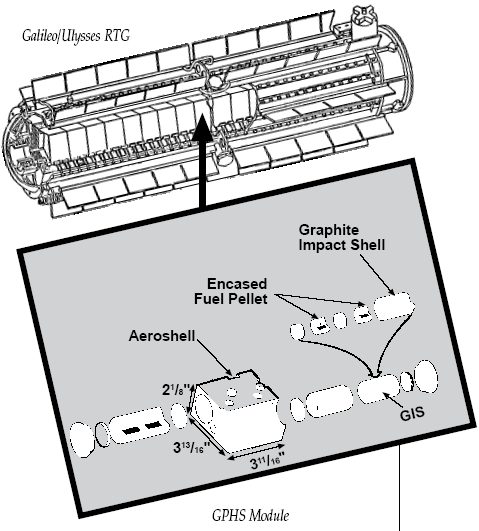 Galileo/Ulysses RTG
Graphite
Impact Shell
Encased
Fuel Pellet
Aeroshell
2 1/8"
GIS
3 13/16"
3 11/16"
GPHS Module